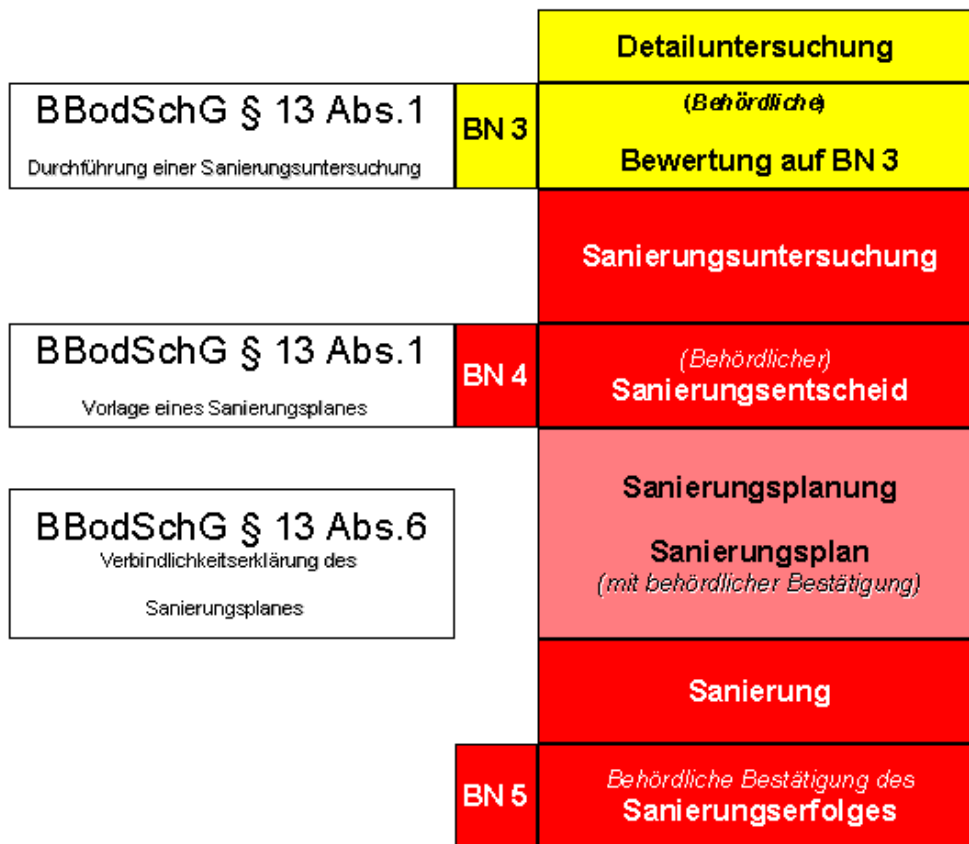 Detailuntersuchung
BBodSchG § 13 Abs.1
Durchführung einer Sanierungsuntersuchung
BN 3
(Behördliche)
Bewertung auf BN 3
Sanierungsuntersuchung
BBodSchG § 13 Abs.1
Vorlage eines Sanierungsplanes
BN 4
(Behördlicher)
Sanierungsentscheid
BBodSchG § 13 Abs.6
Verbindlichkeitserklärung des
Sanierungsplanes
Sanierungsplanung
Sanierungsplan
(mit behördlicher Bestätigung)
Sanierung
BN 5
Behördliche Bestätigung des
Sanierungserfolges